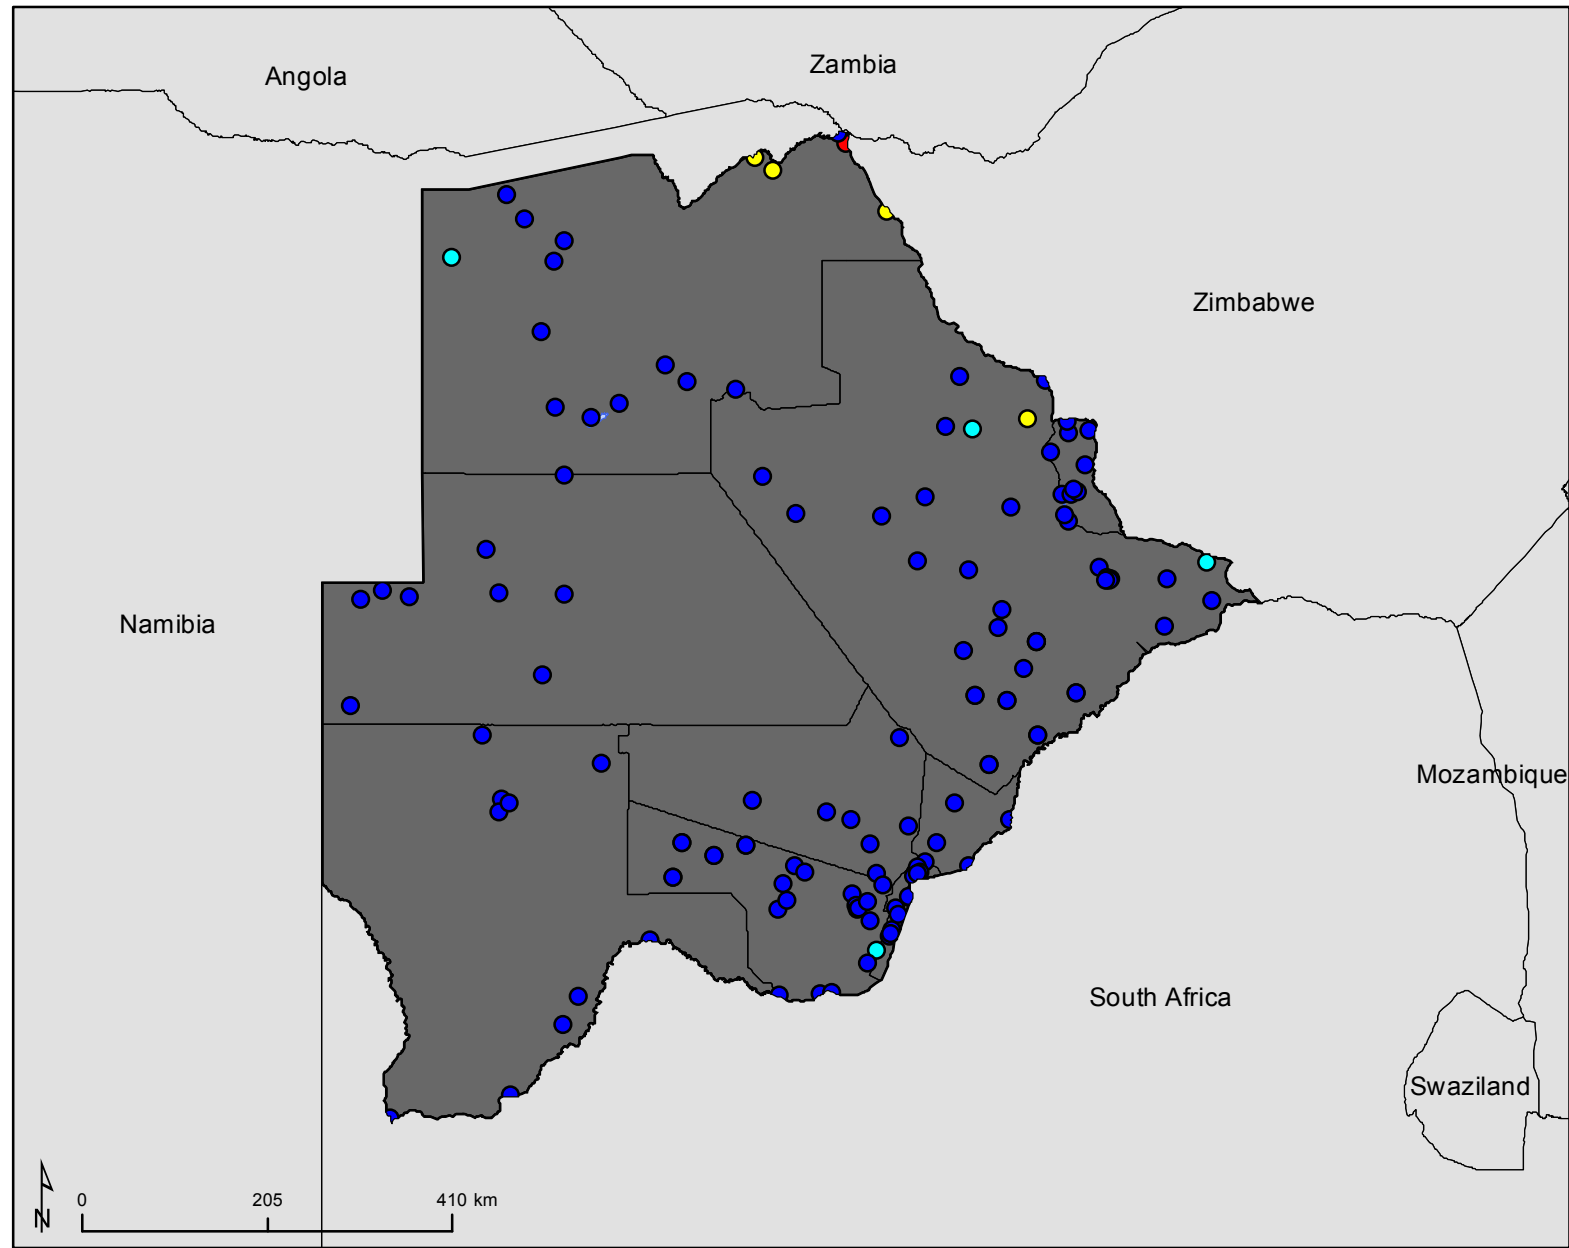 Zambia
Angola
Zimbabwe
Namibia
Mozambique
South Africa
Swaziland
0 205 410 km
N